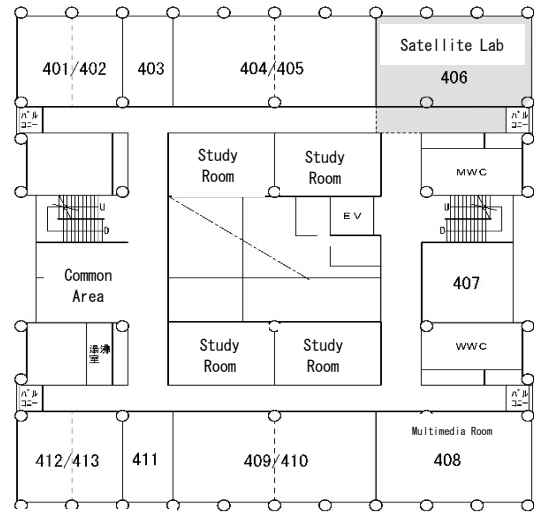 Satellite Lab
401/402
403
404/405
406
バル
コニー
バル
コニー
Study
Room
Study
Room
MWC
U
D
EV
U
D
Common
Area
407
湯沸
室
Study
Room
Study
Room
WWC
バル
コニー
バル
コニー
Multimedia Room
412/413
411
409/410
408